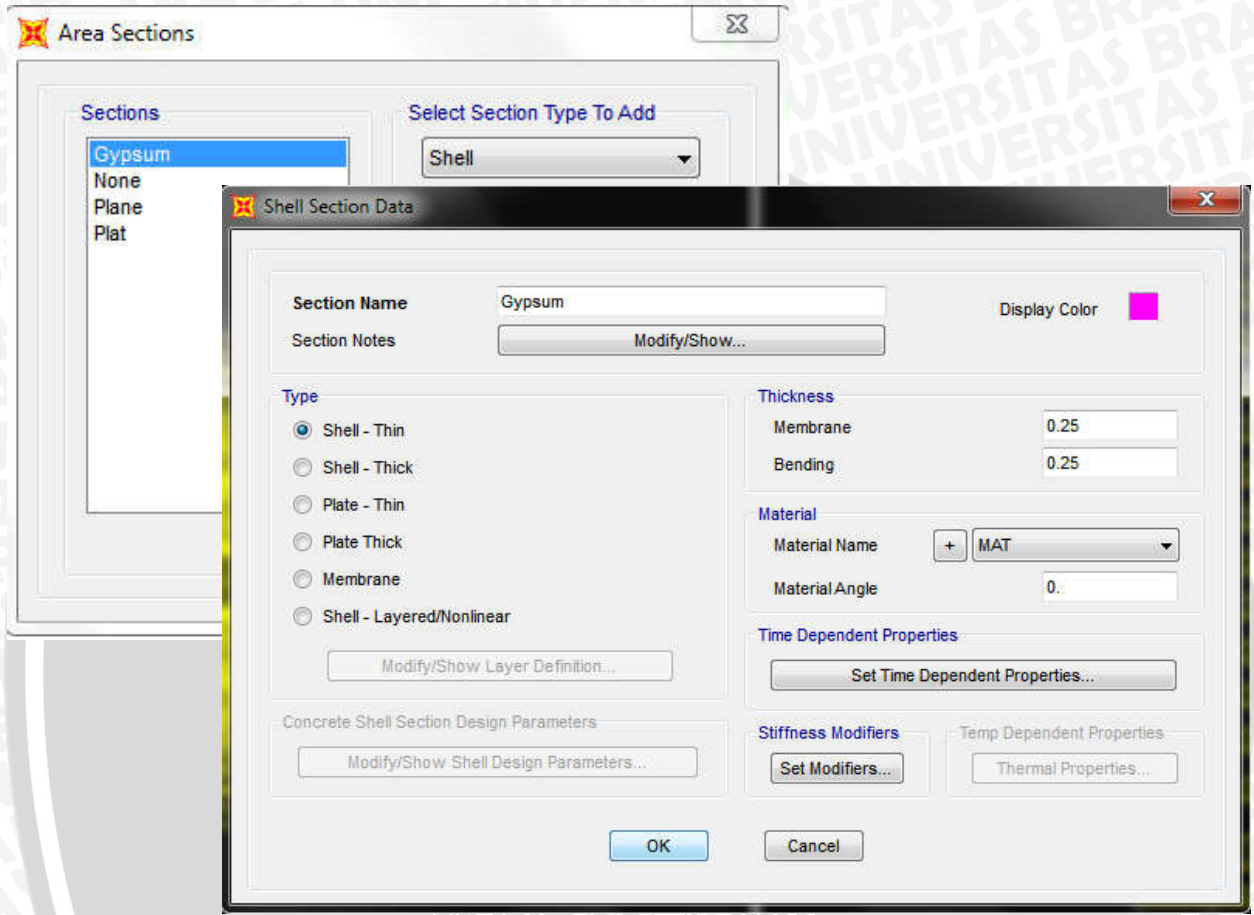 Area Sections
Sections
Select Section Type To Add
Gypsum
None
Plane
Plat
Shell
Shell Section Data
Section Name
Gypsum
Display Color
Section Notes
Modify/Show...
Type
Shell - Thin
Shell - Thick
Plate - Thin
Plate Thick
Membrane
Shell - Layered/Nonlinear
Modify/Show Layer Definition...
Concrete Shell Section Design Parameters
Modify/Show Shell Design Parameters...
Thickness
Membrane
0.25
Bending
0.25
Material
Material Name
+
MAT
Material Angle
0.
Time Dependent Properties
Set Time Dependent Properties...
Stiffness Modifiers
Set Modifiers...
Temp Dependent Properties
Thermal Properties...
OK
Cancel